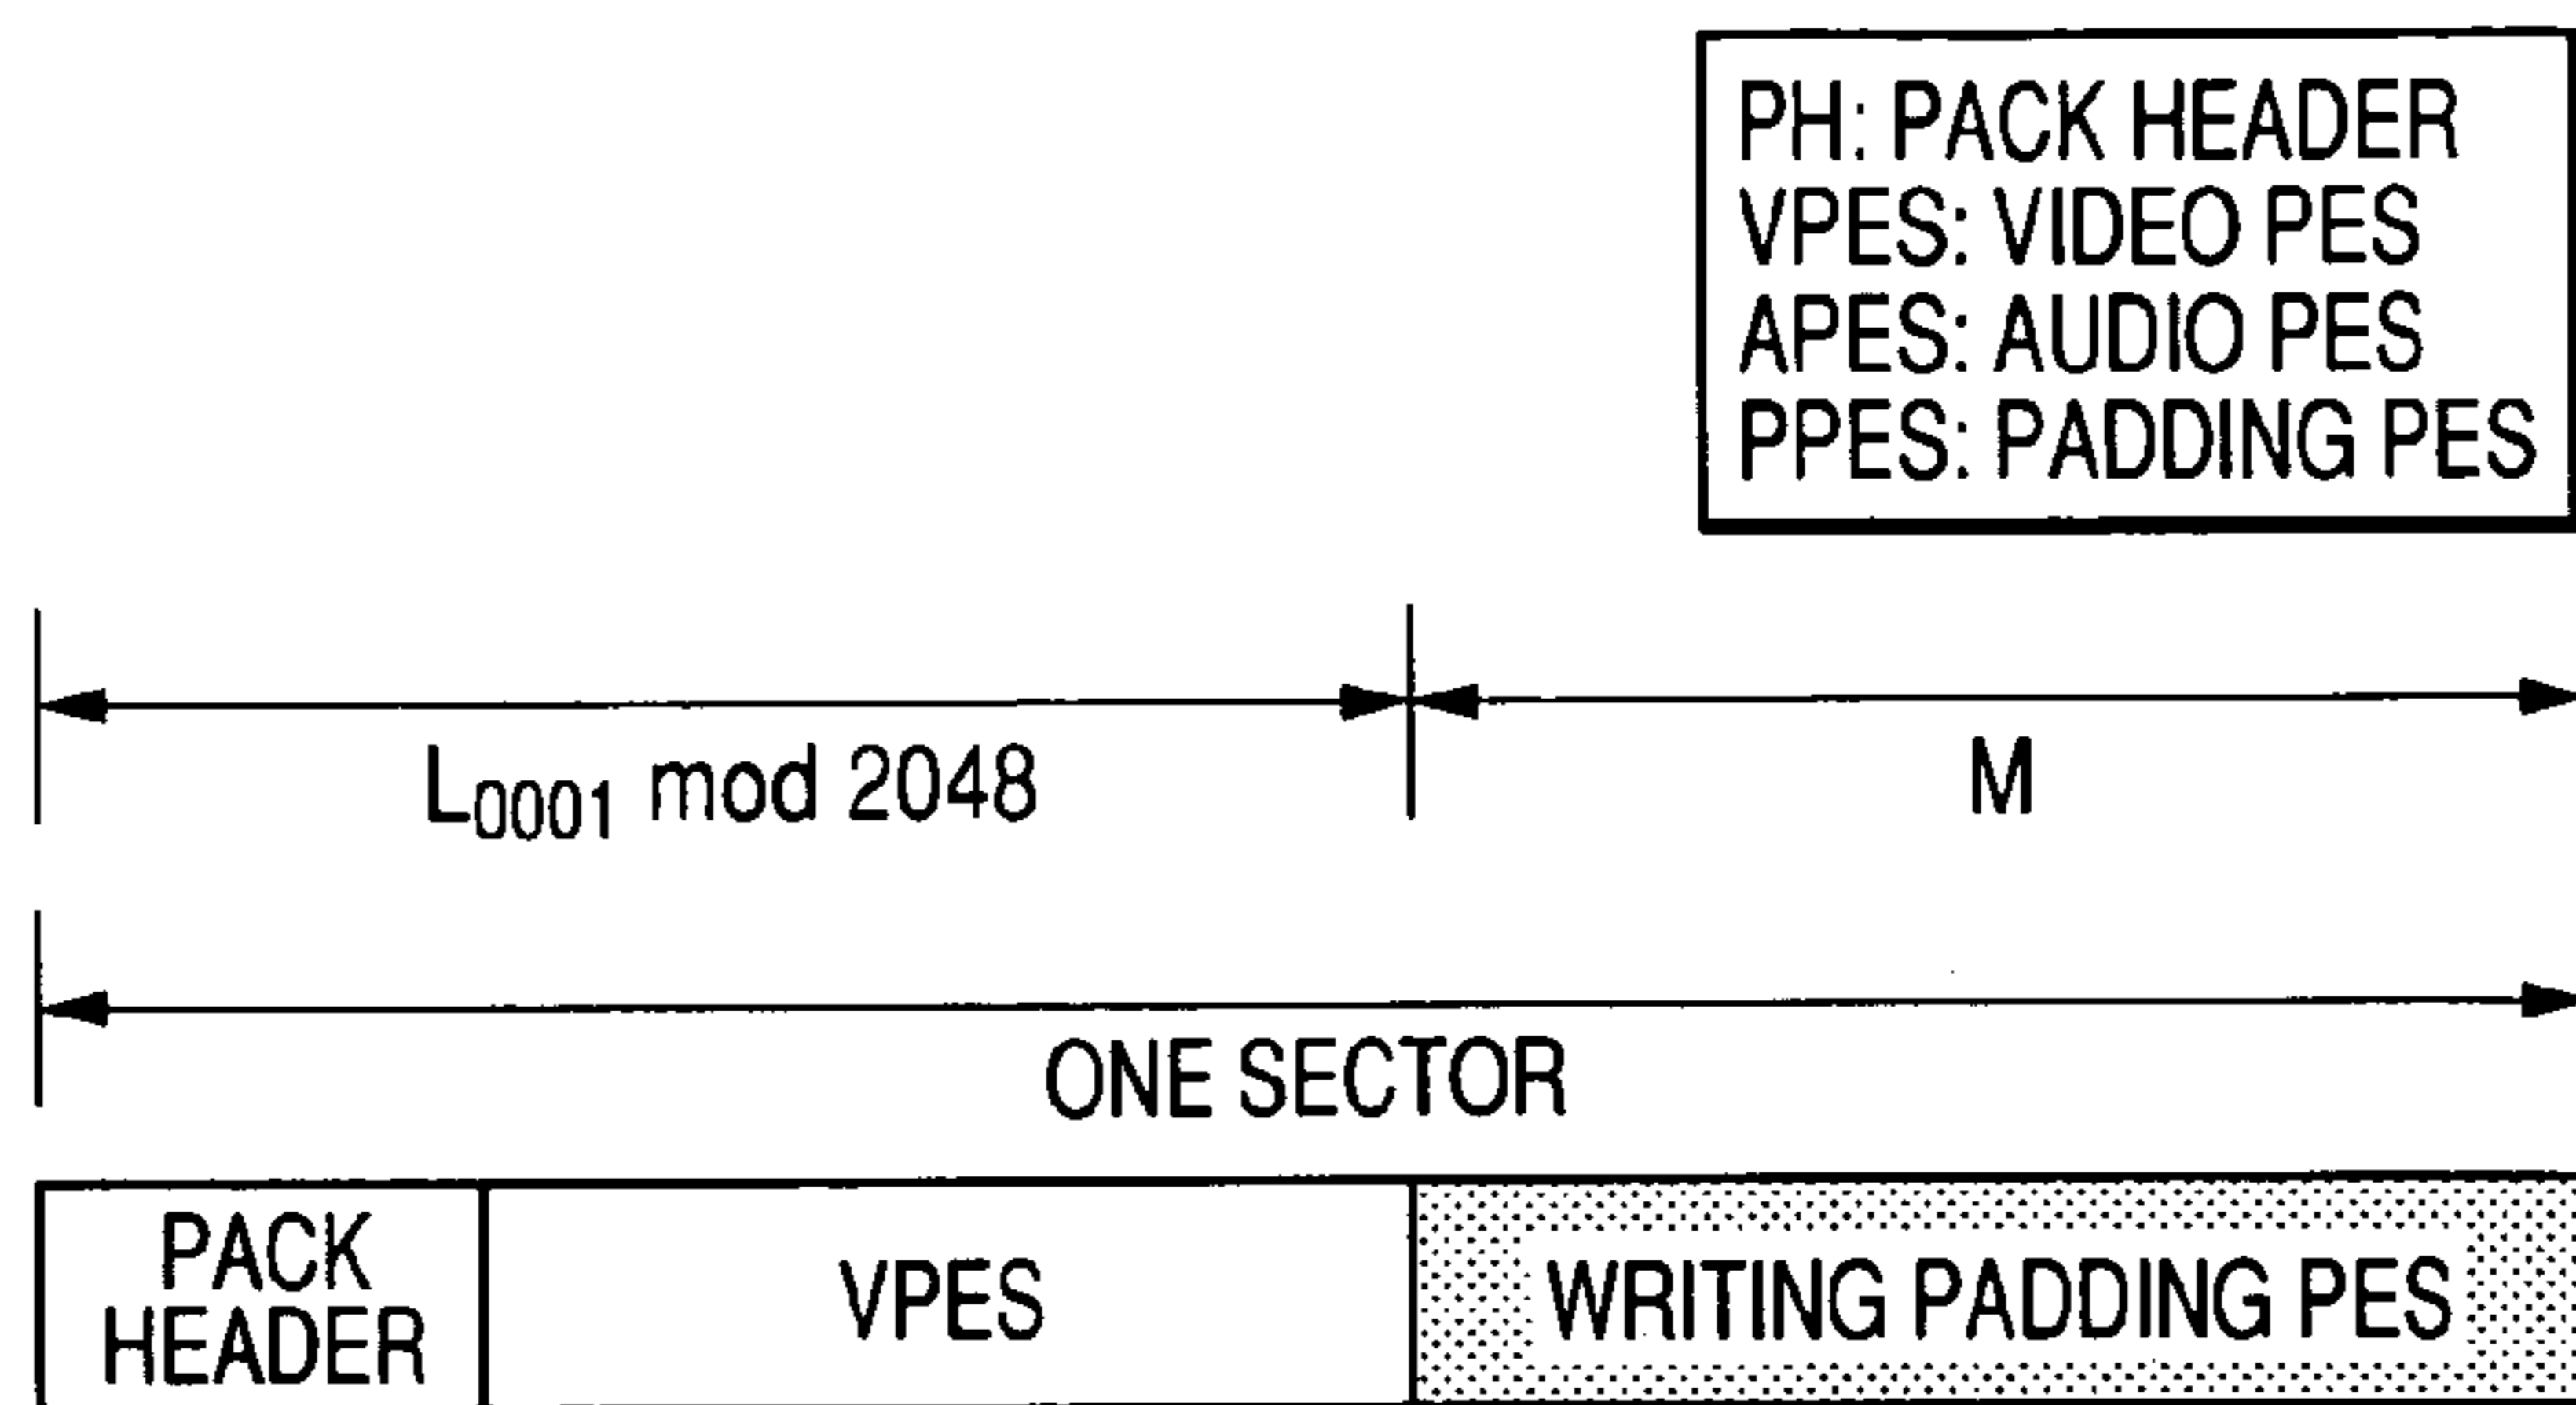 PH: PACK HEADER
VPES: VIDEO PES
APES: AUDIO PES
PPES: PADDING PES
L0001 mod 2048
M
ONE SECTOR
PACK
HEADER
VPES
WRITING PADDING PES